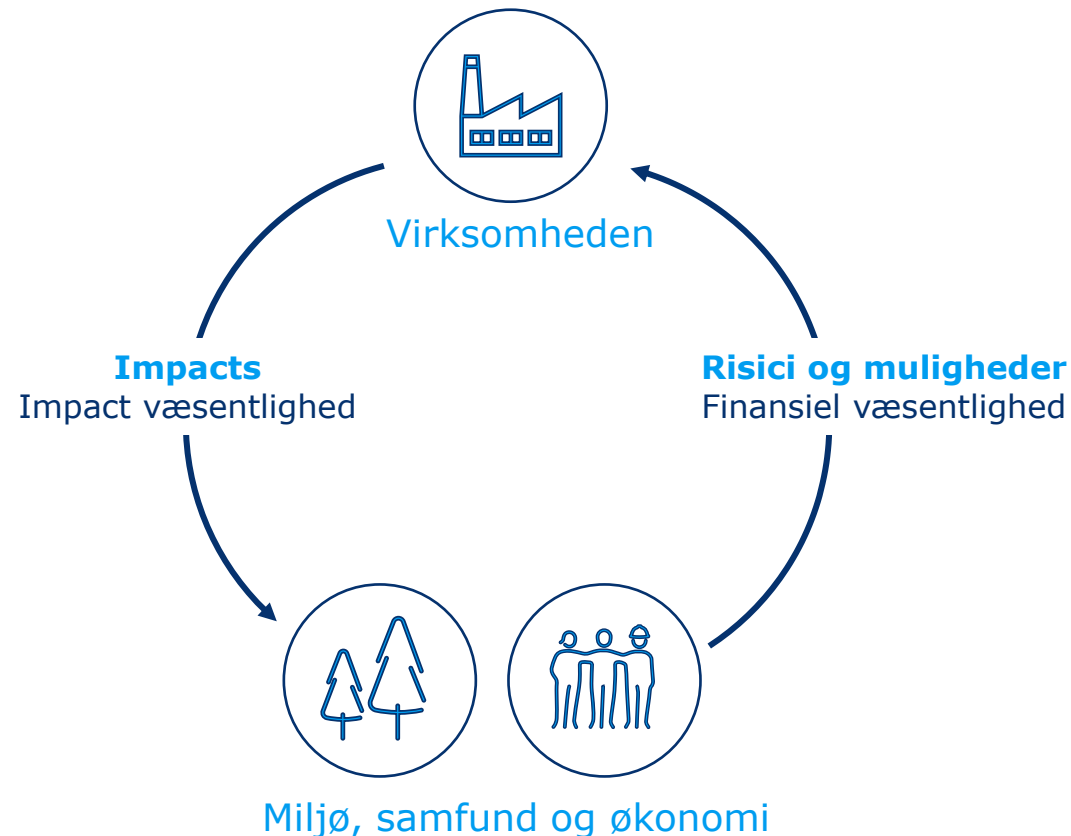 Virksomheden
Impacts
Impact væsentlighed
Risici og muligheder
Finansiel væsentlighed
Miljø, samfund og økonomi